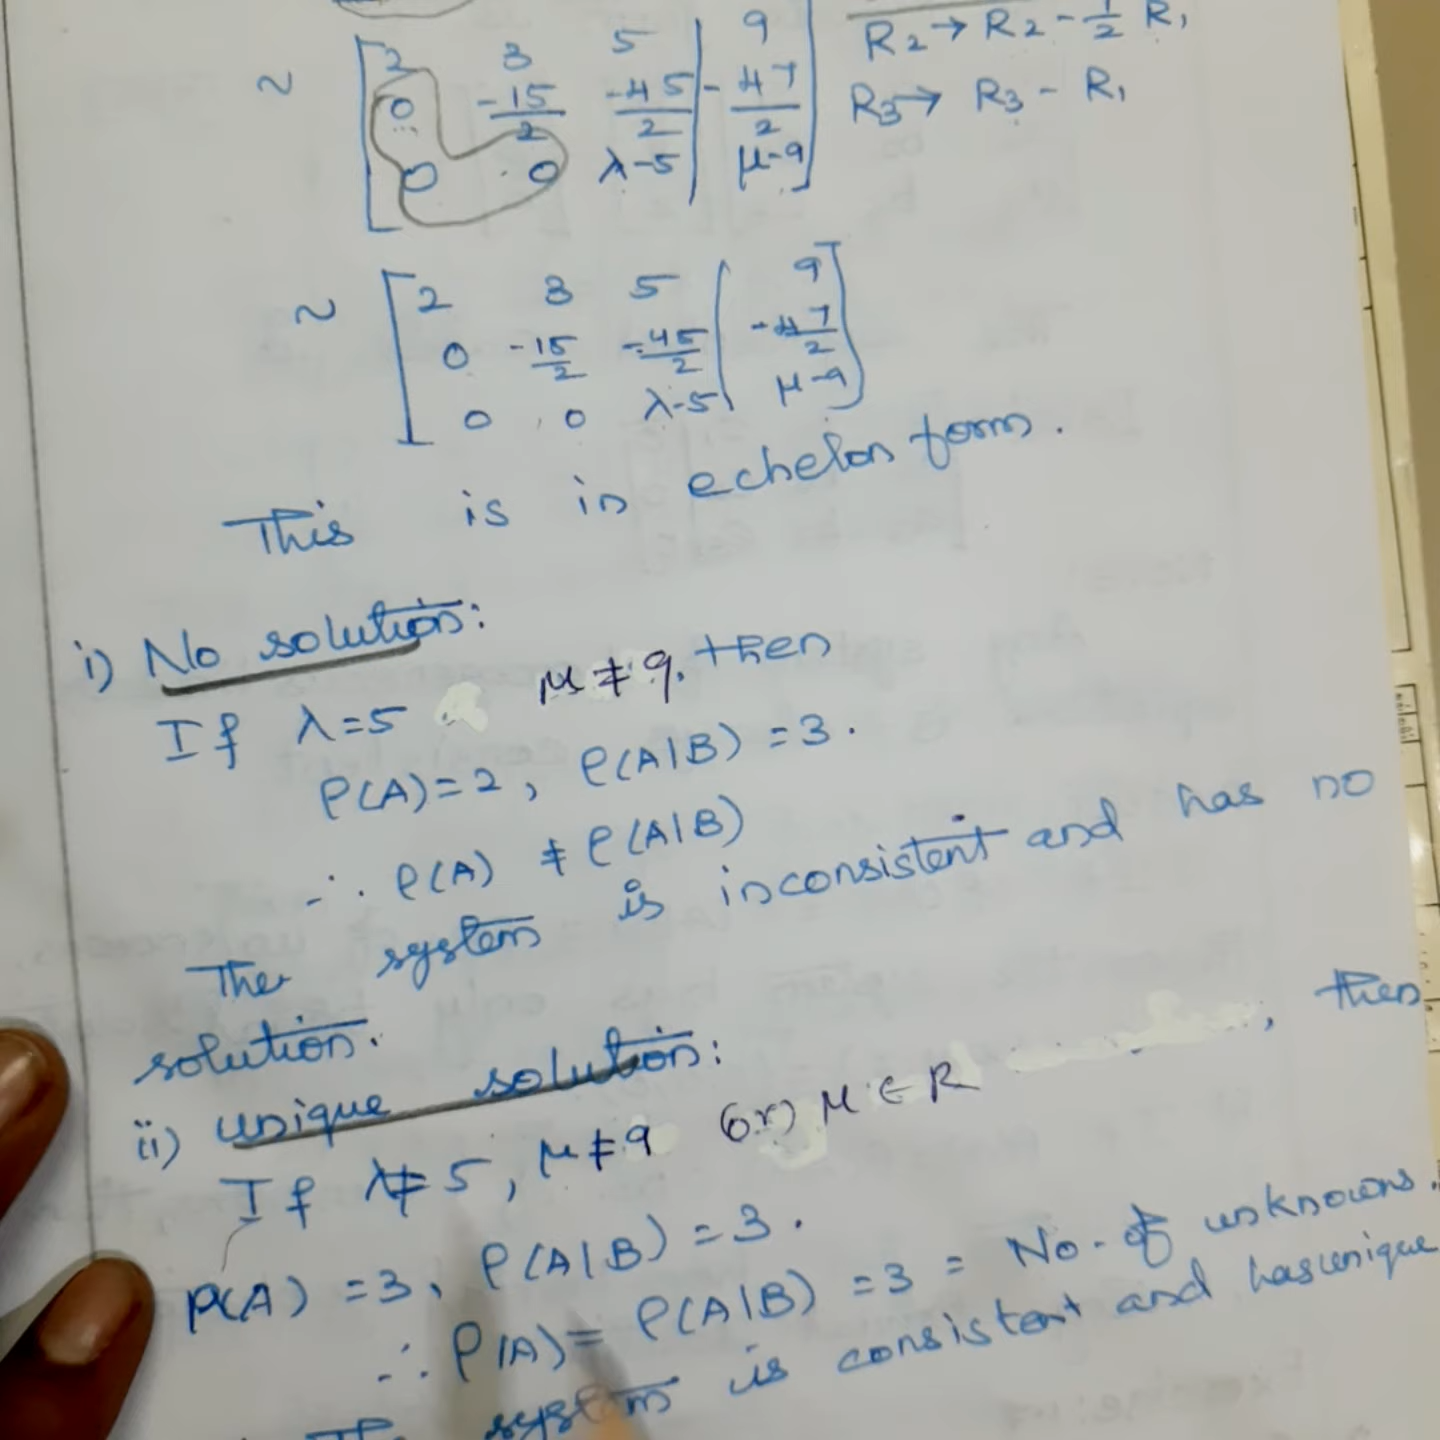 ~ [2 3 5 | 9] R₂→ R₂ - ½ R₁
[0 -15/2 -45/2 | -47/2] R₃→ R₃ - R₁
[0 0 λ-5 | μ-9]
~ [2 3 5 | 9]
[0 -15/2 -45/2 | -47/2]
[0 0 λ-5 | μ-9]
This is in echelon form.
i) No solution:
If λ=5 μ≠9, then
ρ(A)=2, ρ(A|B)=3.
∴ ρ(A) ≠ ρ(A|B)
The system is inconsistent and has no
solution.
ii) unique solution:
If λ≠5, μ≠9 (or) μ∈R , then
ρ(A)=3, ρ(A|B)=3.
∴ ρ(A)= ρ(A|B) =3 = No. of unknowns.
The system is consistent and has unique